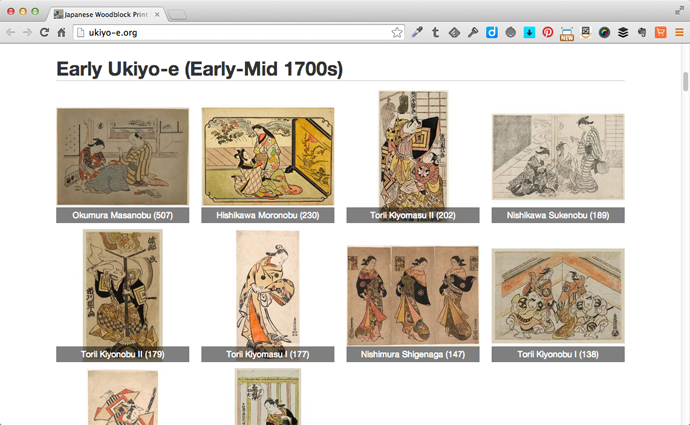 Japanese Woodblock Print
ukiyo-e.org
NEW
Early Ukiyo-e (Early-Mid 1700s)
Okumura Masanobu (507)
Hishikawa Moronobu (230)
Torii Kiyomasu II (202)
Nishikawa Sukenobu (189)
Torii Kiyonobu II (179)
Torii Kiyomasu I (177)
Nishimura Shigenaga (147)
Torii Kiyonobu I (138)